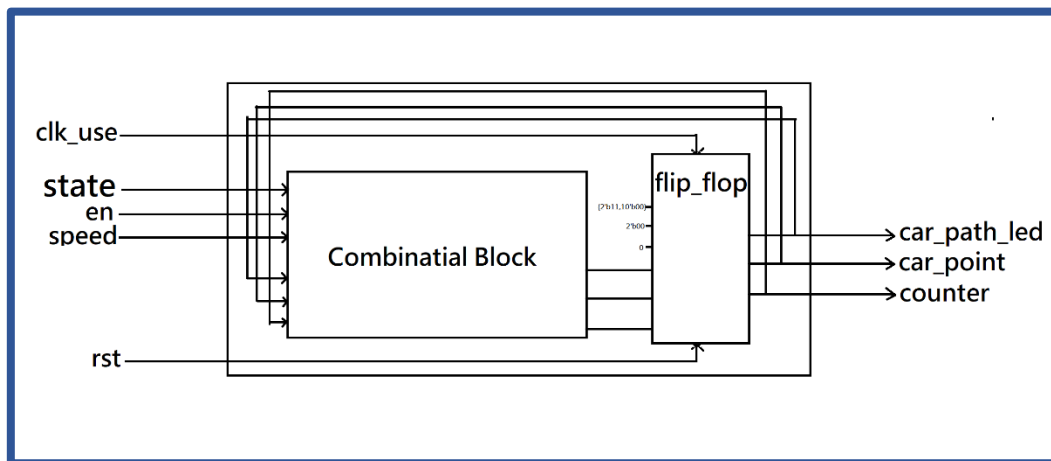 clk_use
state
en
speed
rst
Combinatial Block
flip_flop
{2'b11,10'b00}
2'b00
0
car_path_led
car_point
counter